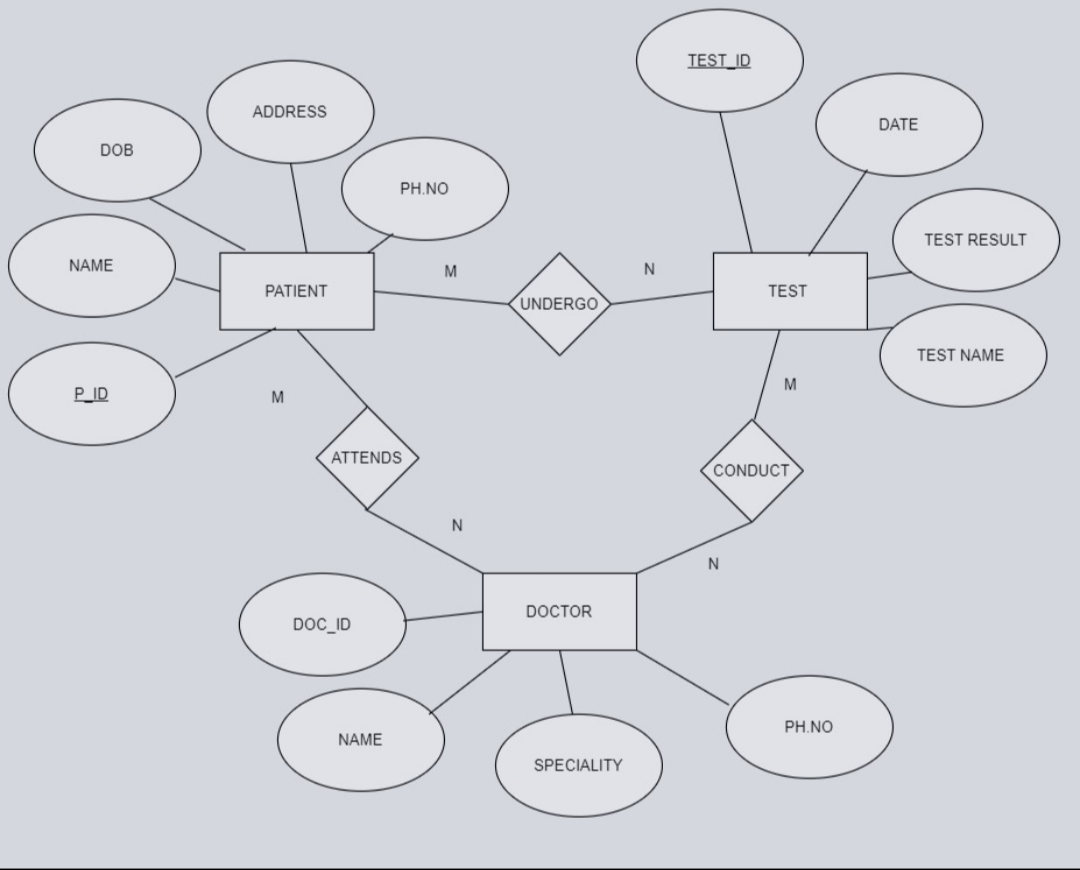 TEST_ID
ADDRESS
DATE
DOB
PH.NO
TEST RESULT
NAME
M
N
PATIENT
UNDERGO
TEST
TEST NAME
P_ID
M
M
ATTENDS
CONDUCT
N
N
DOCTOR
DOC_ID
NAME
SPECIALITY
PH.NO